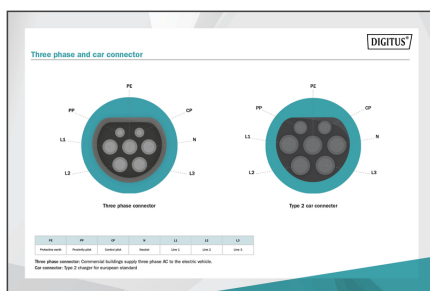 DIGITUS®
Three phase and car connector
PE
PP
CP
L1
N
L2
L3
Three phase connector
PE
PP
CP
L1
N
L2
L3
Type 2 car connector
PE PP CP N L1 L2 L3
Protective earth Proximity pilot Control pilot Neutral Line 1 Line 2 Line 3
Three phase connector: Commercial buildings supply three phase AC to the electric vehicle.
Car connector: Type 2 charger for european standard